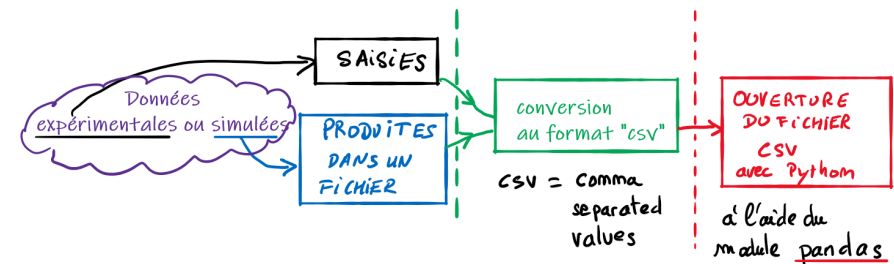 Données
expérimentales ou simulées
SAISIES
PRODUITES
DANS UN
FICHIER
conversion
au format "csv"
CSV = comma
separated
values
OUVERTURE
DU FICHIER
CSV
avec Python
à l'aide du
module pandas